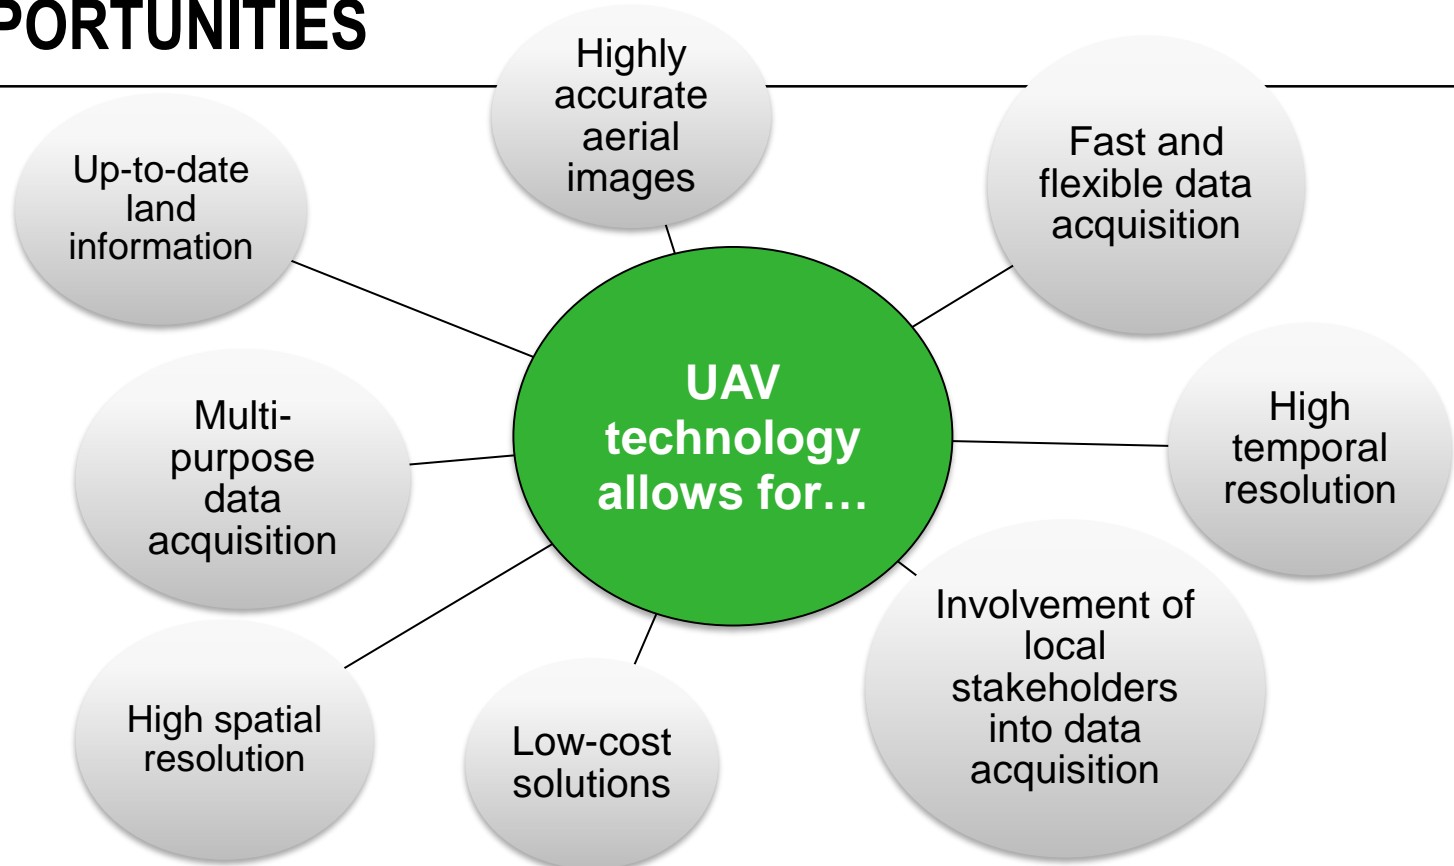 PORTUNITIES
Highly
accurate
aerial
images
Fast and
flexible data
acquisition
Up-to-date
land
information
UAV
technology
allows for…
High
temporal
resolution
Multi-
purpose
data
acquisition
Involvement of
local
stakeholders
into data
acquisition
High spatial
resolution
Low-cost
solutions